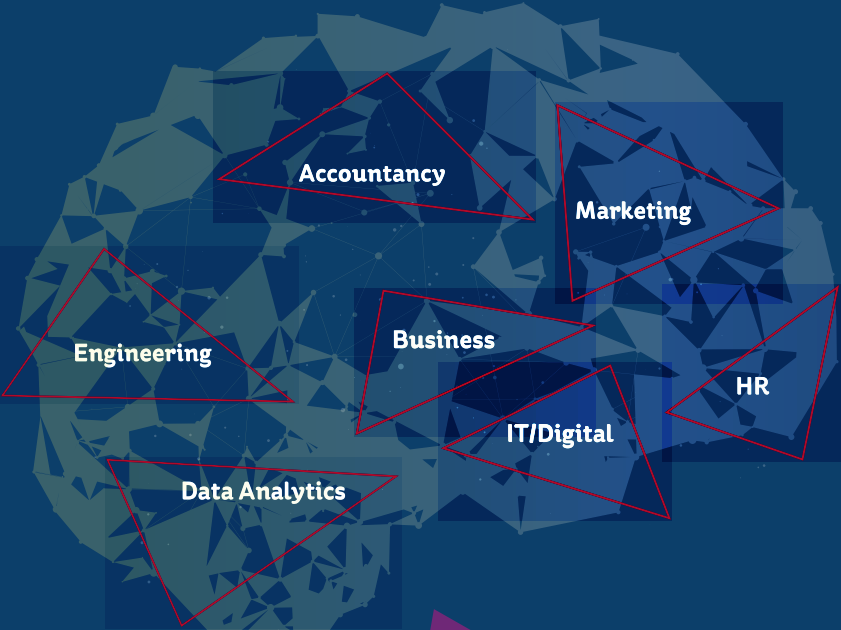 Accountancy
Marketing
Business
Engineering
HR
IT/Digital
Data Analytics